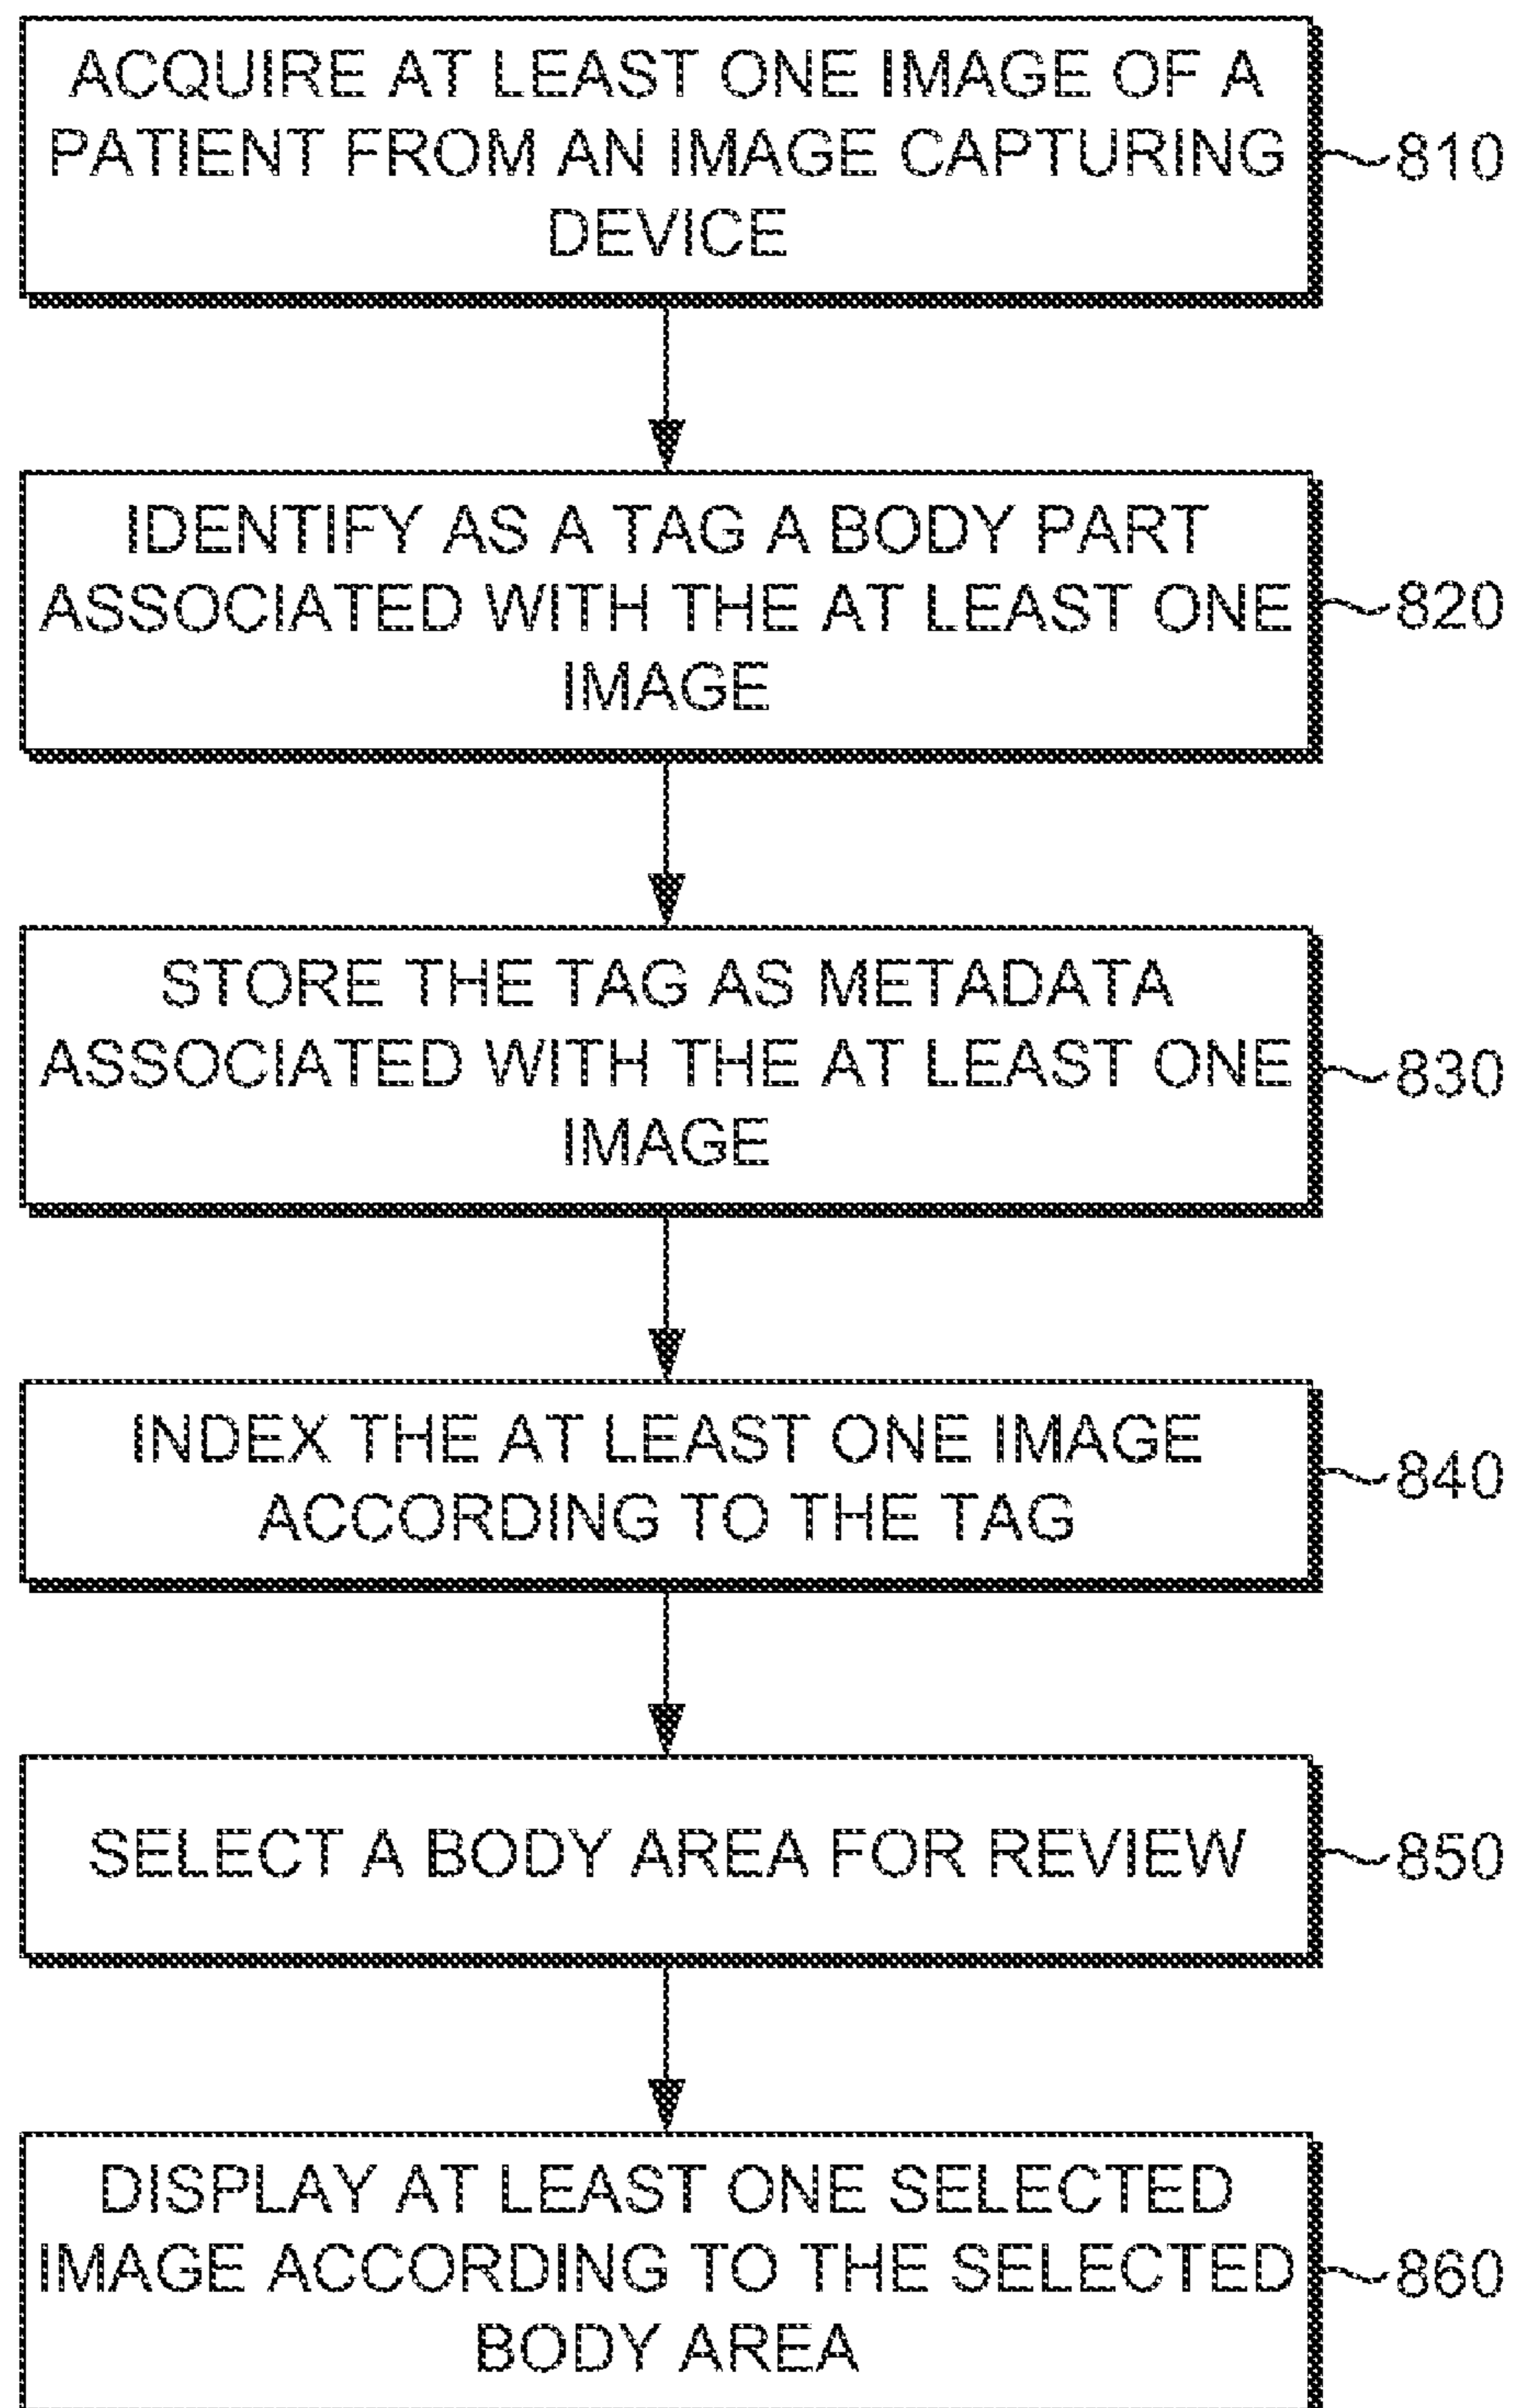 ACQUIRE AT LEAST ONE IMAGE OF A
PATIENT FROM AN IMAGE CAPTURING
DEVICE
810
IDENTIFY AS A TAG A BODY PART
ASSOCIATED WITH THE AT LEAST ONE
IMAGE
820
STORE THE TAG AS METADATA
ASSOCIATED WITH THE AT LEAST ONE
IMAGE
830
INDEX THE AT LEAST ONE IMAGE
ACCORDING TO THE TAG
840
SELECT A BODY AREA FOR REVIEW
850
DISPLAY AT LEAST ONE SELECTED
IMAGE ACCORDING TO THE SELECTED
BODY AREA
860